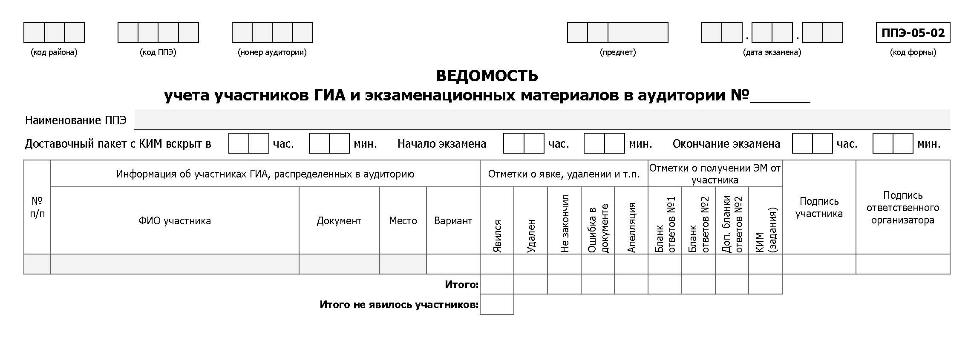 ППЭ-05-02
(код района) (код ППЭ) (номер аудитории) (предмет) (дата экзамена) (код формы)
ВЕДОМОСТЬ
учета участников ГИА и экзаменационных материалов в аудитории №______
Наименование ППЭ
Доставочный пакет с КИМ вскрыт в час. мин. Начало экзамена час. мин. Окончание экзамена час. мин.
№ п/п
Информация об участниках ГИА, распределенных в аудиторию
ФИО участника
Документ
Место
Вариант
Отметки о явке, удалении и т.п.
Явился
Удален
Не закончил
Ошибка в документе
Апелляция
Отметки о получении ЭМ от участника
Бланк ответов №1
Бланк ответов №2
Доп. бланки ответов №2
КИМ (задания)
Подпись участника
Подпись ответственного организатора
Итого:
Итого не явилось участников: